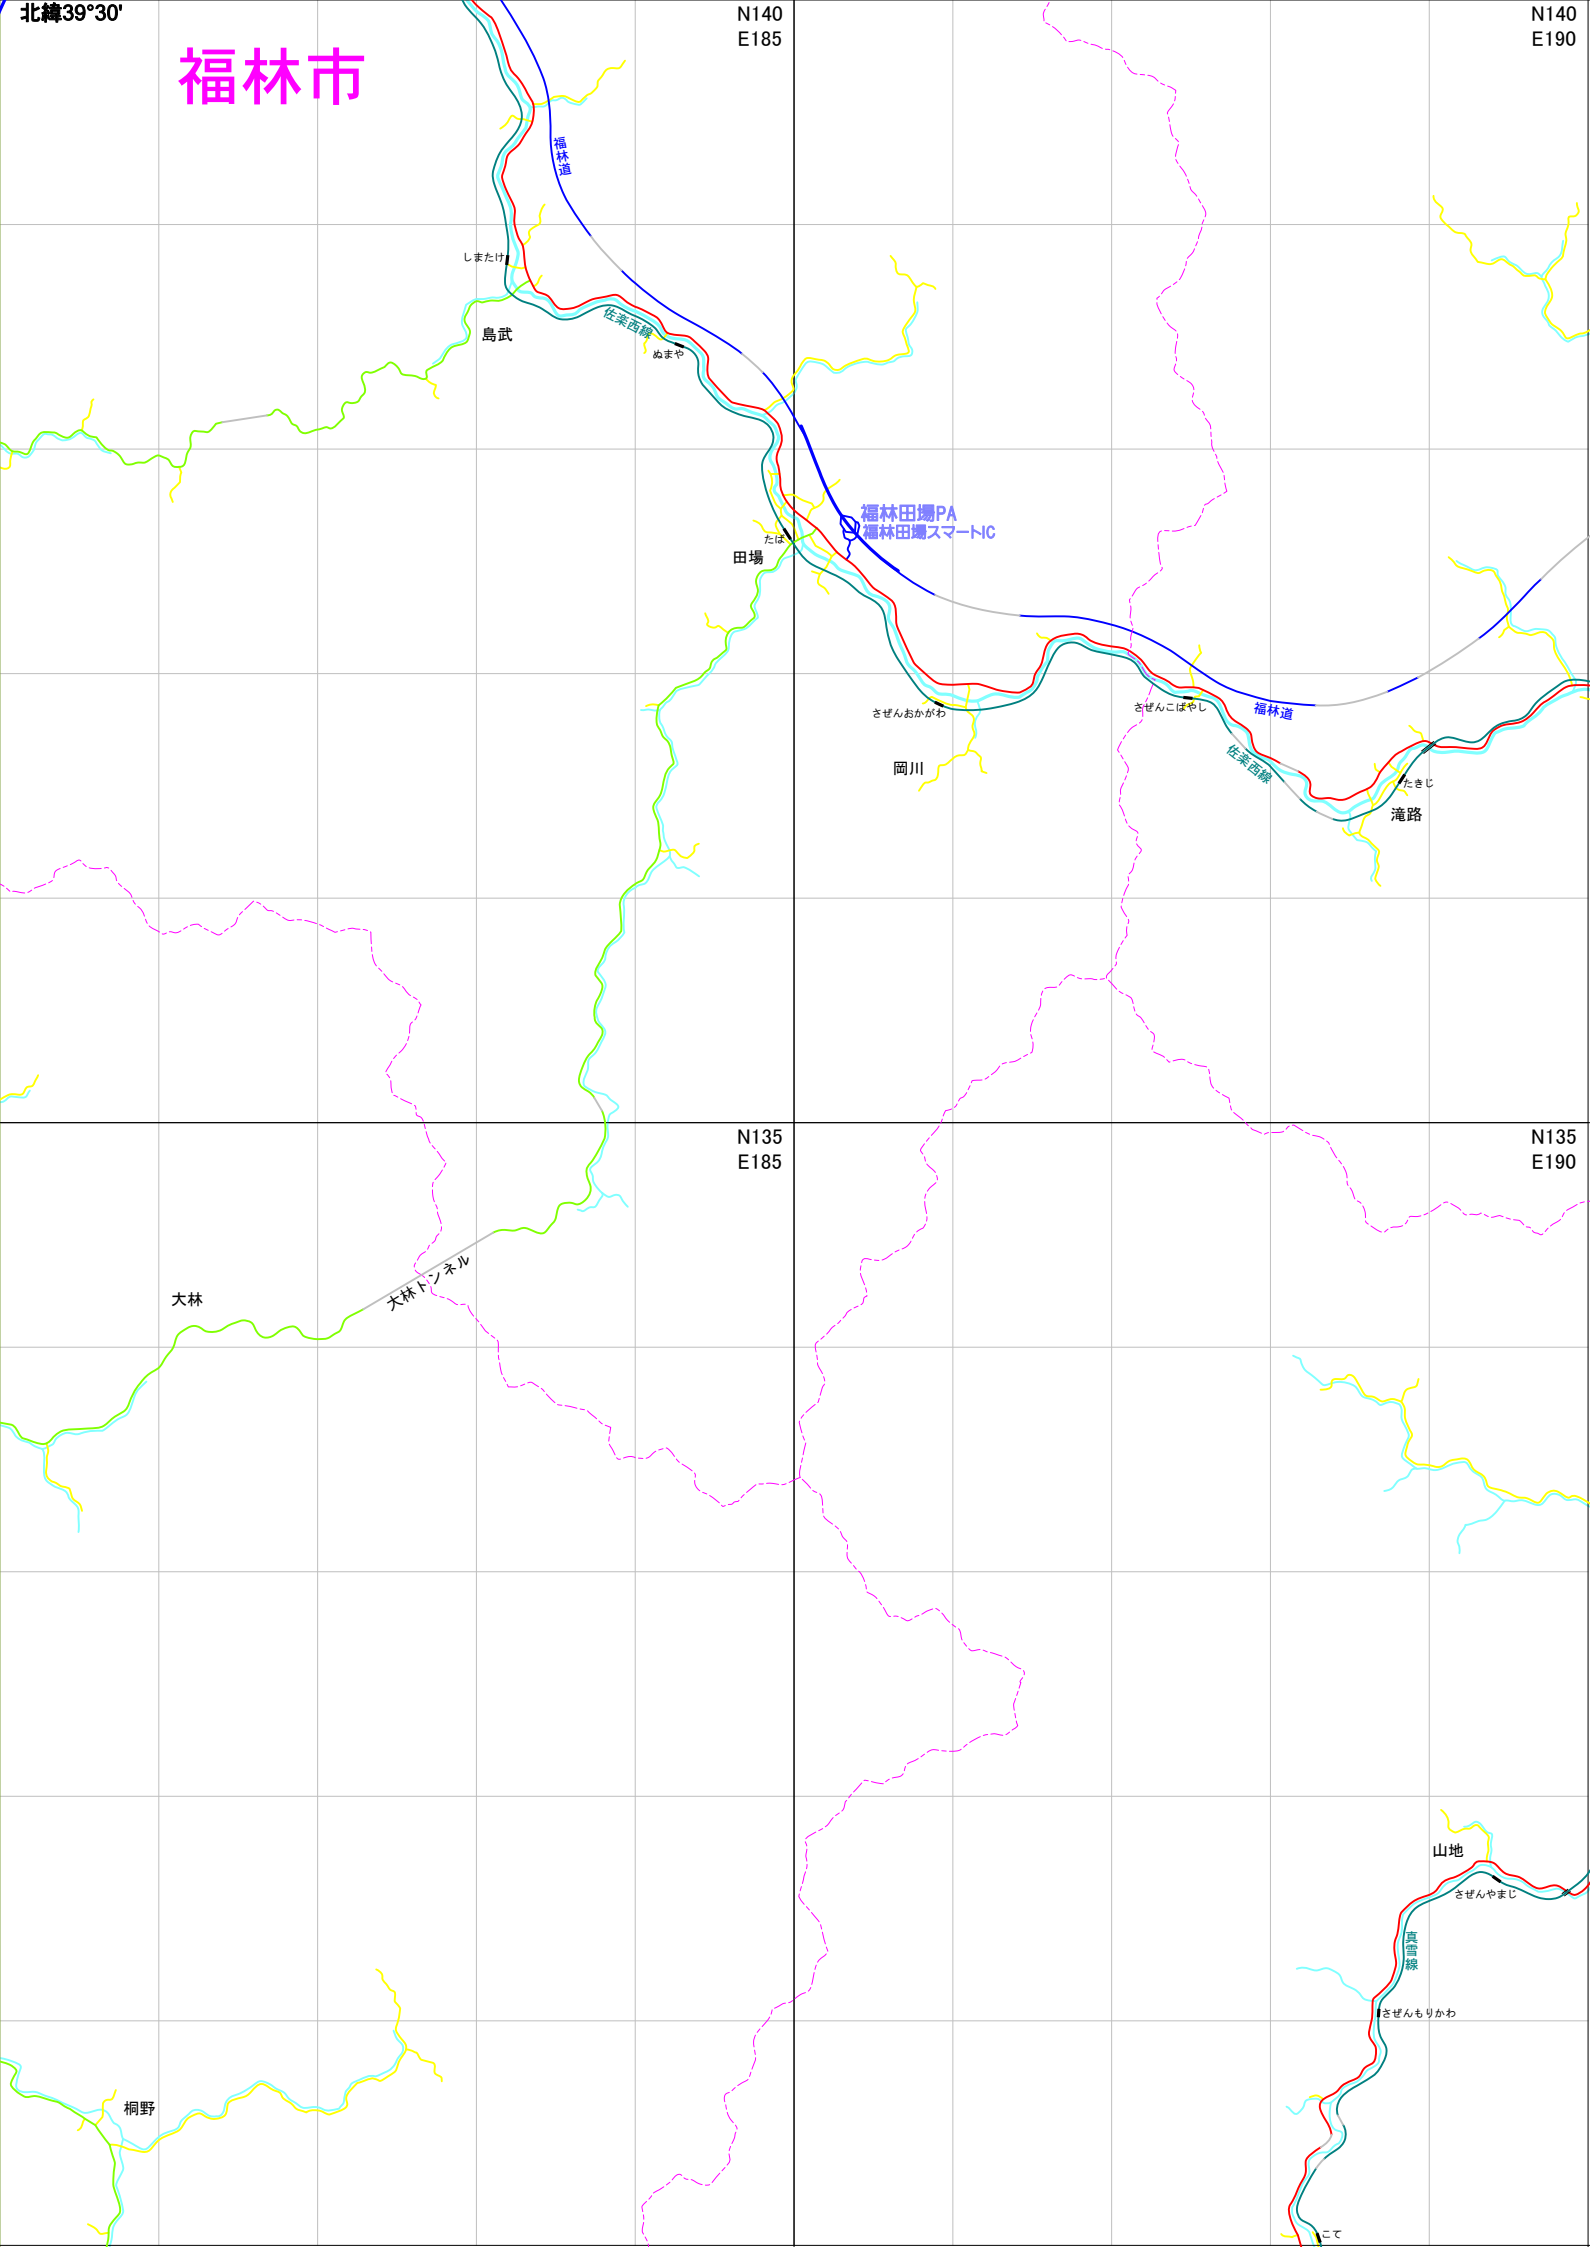 北緯39°30'
N140
E185
N140
E190
福林市
福林道
しまたけ
島武
佐楽西線
ぬまや
福林田場PA
福林田場スマートIC
たば
田場
さぜんおかがわ
岡川
さぜんこばやし
福林道
佐楽西線
たきじ
滝路
N135
E185
N135
E190
大林トンネル
大林
山地
さぜんやまじ
真雪線
さぜんもりかわ
桐野
こて